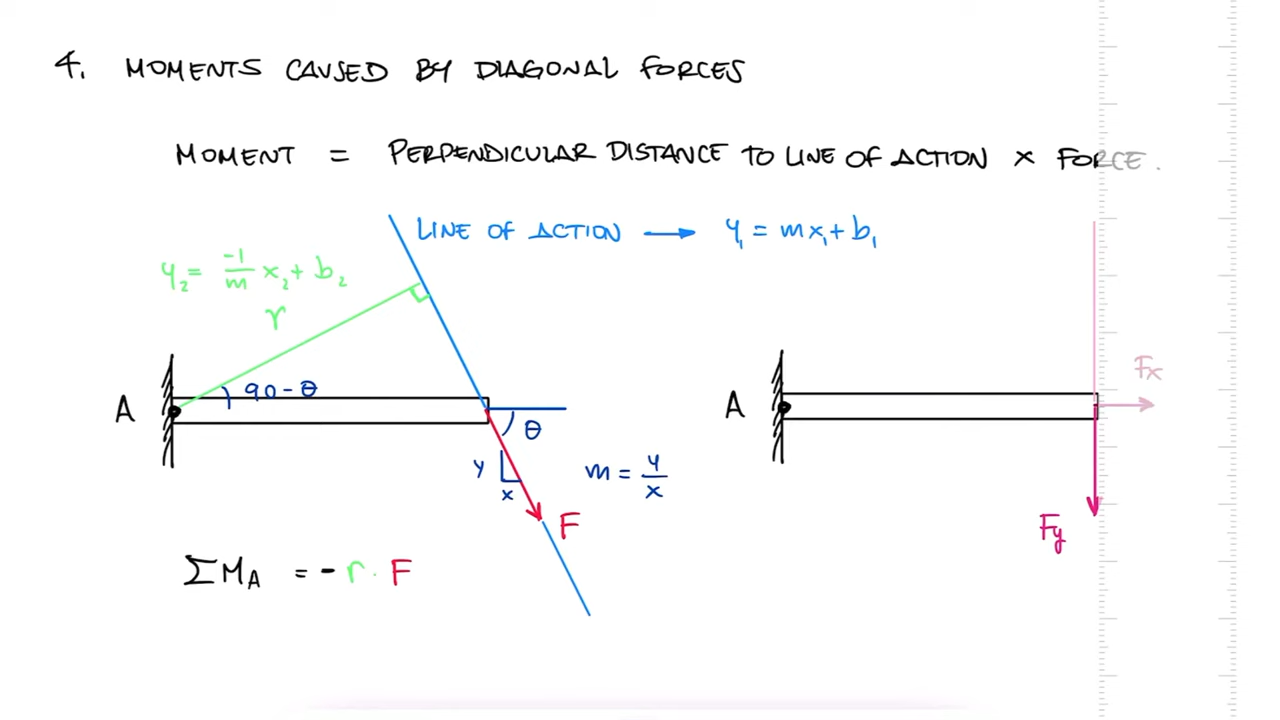 4. MOMENTS CAUSED BY DIAGONAL FORCES
MOMENT = PERPENDICULAR DISTANCE TO LINE OF ACTION × FORCE.
LINE OF ACTION → y₁ = mx₁ + b₁
y₂ = -1/m x₂ + b₂
r
90 - θ
A
θ
y
x
m = y/x
F
ΣM_A = - r · F
A
Fx
Fy